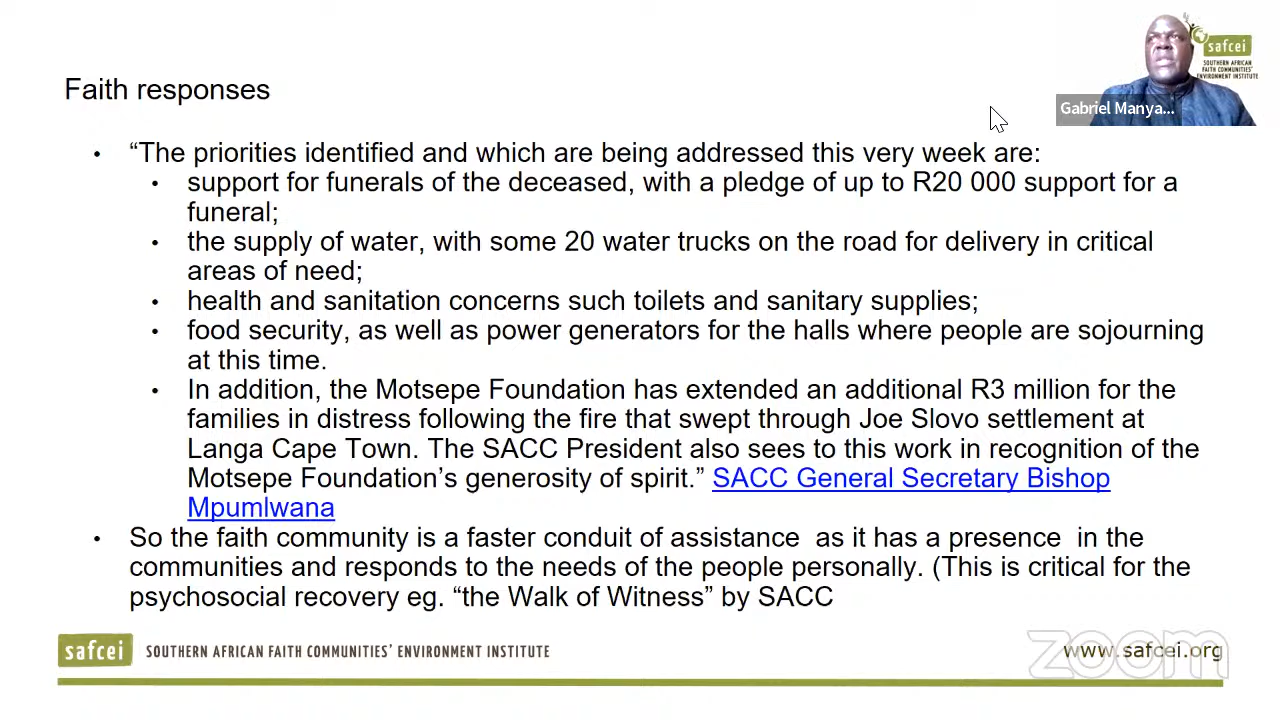 safcei
SOUTHERN AFRICAN
FAITH COMMUNITIES'
ENVIRONMENT INSTITUTE
Gabriel Manya...
Faith responses
• “The priorities identified and which are being addressed this very week are:
• support for funerals of the deceased, with a pledge of up to R20 000 support for a
funeral;
• the supply of water, with some 20 water trucks on the road for delivery in critical
areas of need;
• health and sanitation concerns such toilets and sanitary supplies;
• food security, as well as power generators for the halls where people are sojourning
at this time.
• In addition, the Motsepe Foundation has extended an additional R3 million for the
families in distress following the fire that swept through Joe Slovo settlement at
Langa Cape Town. The SACC President also sees to this work in recognition of the
Motsepe Foundation’s generosity of spirit.” SACC General Secretary Bishop
Mpumlwana
• So the faith community is a faster conduit of assistance  as it has a presence  in the
communities and responds to the needs of the people personally. (This is critical for the
psychosocial recovery eg. “the Walk of Witness” by SACC
safcei SOUTHERN AFRICAN FAITH COMMUNITIES' ENVIRONMENT INSTITUTE
www.safcei.org
zoom